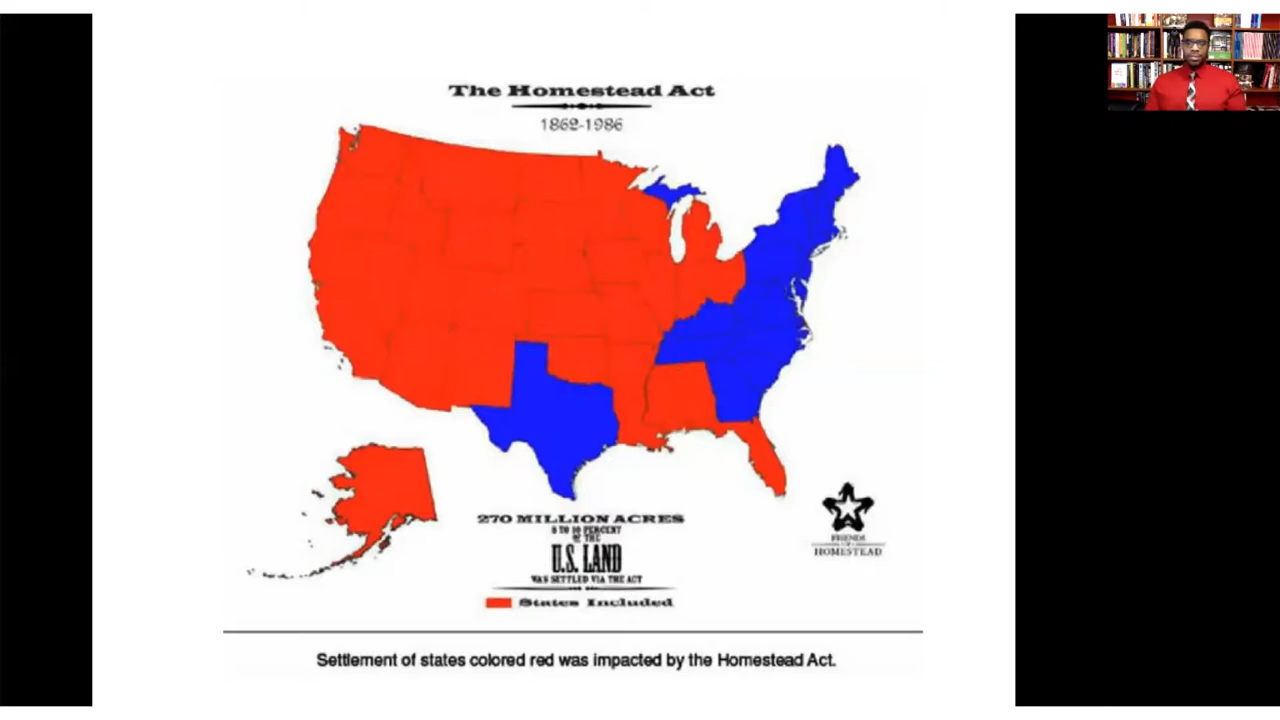 The Homestead Act
1862-1986
270 MILLION ACRES
8 TO 10 PERCENT
OF THE
U.S. LAND
WAS SETTLED VIA THE ACT
States Included
FRIENDS
OF
HOMESTEAD
Settlement of states colored red was impacted by the Homestead Act.